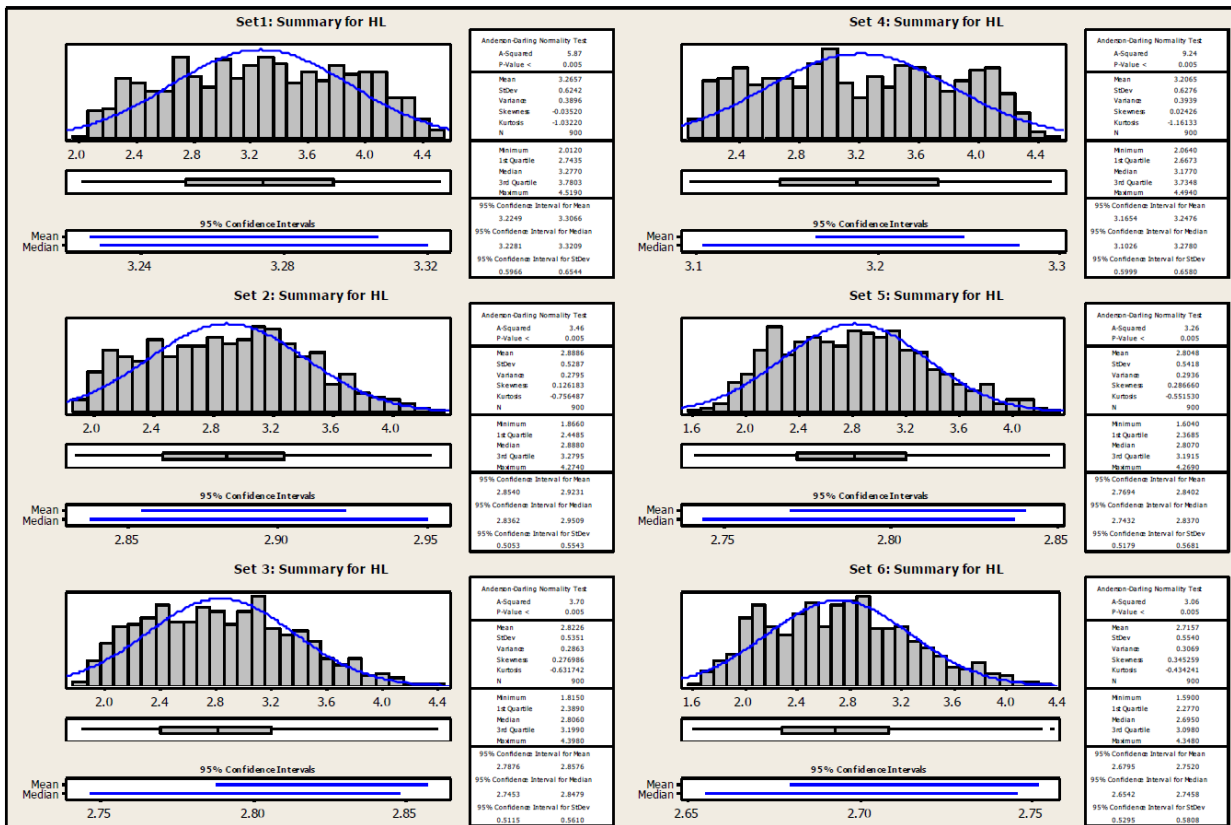 Set1: Summary for HL
Anderson-Darling Normality Test
A-Squared 5.87
P-Value < 0.005
Mean 3.2657
StDev 0.6242
Variance 0.3896
Skewness -0.03520
Kurtosis -1.03220
N 900
Minimum 2.0120
1st Quartile 2.7435
Median 3.2770
3rd Quartile 3.7803
Maximum 4.5190
95% Confidence Interval for Mean
3.2249 3.3066
95% Confidence Interval for Median
3.2281 3.3209
95% Confidence Interval for StDev
0.5966 0.6544
2.0 2.4 2.8 3.2 3.6 4.0 4.4
95% Confidence Intervals
Mean
Median
3.24 3.28 3.32
Set 4: Summary for HL
Anderson-Darling Normality Test
A-Squared 9.24
P-Value < 0.005
Mean 3.2065
StDev 0.6276
Variance 0.3939
Skewness 0.02426
Kurtosis -1.16133
N 900
Minimum 2.0640
1st Quartile 2.6673
Median 3.1770
3rd Quartile 3.7348
Maximum 4.4940
95% Confidence Interval for Mean
3.1654 3.2476
95% Confidence Interval for Median
3.1026 3.2780
95% Confidence Interval for StDev
0.5999 0.6580
2.4 2.8 3.2 3.6 4.0 4.4
95% Confidence Intervals
Mean
Median
3.1 3.2 3.3
Set 2: Summary for HL
Anderson-Darling Normality Test
A-Squared 3.46
P-Value < 0.005
Mean 2.8886
StDev 0.5287
Variance 0.2795
Skewness 0.126183
Kurtosis -0.756487
N 900
Minimum 1.8660
1st Quartile 2.4485
Median 2.8880
3rd Quartile 3.2795
Maximum 4.2740
95% Confidence Interval for Mean
2.8540 2.9231
95% Confidence Interval for Median
2.8362 2.9509
95% Confidence Interval for StDev
0.5053 0.5543
2.0 2.4 2.8 3.2 3.6 4.0
95% Confidence Intervals
Mean
Median
2.85 2.90 2.95
Set 5: Summary for HL
Anderson-Darling Normality Test
A-Squared 3.26
P-Value < 0.005
Mean 2.8048
StDev 0.5418
Variance 0.2936
Skewness 0.286660
Kurtosis -0.551530
N 900
Minimum 1.6040
1st Quartile 2.3685
Median 2.8070
3rd Quartile 3.1915
Maximum 4.2690
95% Confidence Interval for Mean
2.7694 2.8402
95% Confidence Interval for Median
2.7432 2.8370
95% Confidence Interval for StDev
0.5179 0.5681
1.6 2.0 2.4 2.8 3.2 3.6 4.0
95% Confidence Intervals
Mean
Median
2.75 2.80 2.85
Set 3: Summary for HL
Anderson-Darling Normality Test
A-Squared 3.70
P-Value < 0.005
Mean 2.8226
StDev 0.5351
Variance 0.2863
Skewness 0.276986
Kurtosis -0.631742
N 900
Minimum 1.8150
1st Quartile 2.3890
Median 2.8060
3rd Quartile 3.1990
Maximum 4.3980
95% Confidence Interval for Mean
2.7876 2.8576
95% Confidence Interval for Median
2.7453 2.8479
95% Confidence Interval for StDev
0.5115 0.5610
2.0 2.4 2.8 3.2 3.6 4.0 4.4
95% Confidence Intervals
Mean
Median
2.75 2.80 2.85
Set 6: Summary for HL
Anderson-Darling Normality Test
A-Squared 3.06
P-Value < 0.005
Mean 2.7157
StDev 0.5540
Variance 0.3069
Skewness 0.345259
Kurtosis -0.434241
N 900
Minimum 1.5900
1st Quartile 2.2770
Median 2.6950
3rd Quartile 3.0980
Maximum 4.3480
95% Confidence Interval for Mean
2.6795 2.7520
95% Confidence Interval for Median
2.6542 2.7458
95% Confidence Interval for StDev
0.5295 0.5808
1.6 2.0 2.4 2.8 3.2 3.6 4.0 4.4
95% Confidence Intervals
Mean
Median
2.65 2.70 2.75